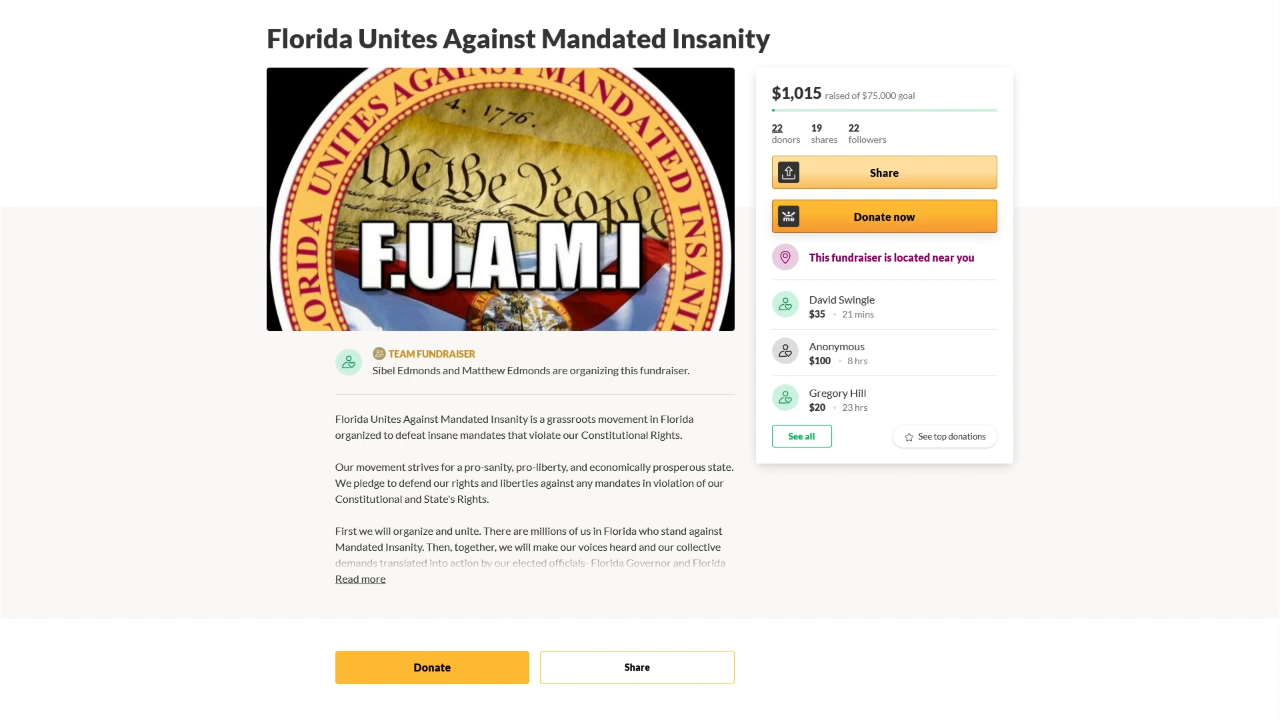 Florida Unites Against Mandated Insanity
FLORIDA UNITES AGAINST MANDATED INSANITY
4, 1776.
We the People
F.U.A.M.I
TEAM FUNDRAISER
Sibel Edmonds and Matthew Edmonds are organizing this fundraiser.
Florida Unites Against Mandated Insanity is a grassroots movement in Florida
organized to defeat insane mandates that violate our Constitutional Rights.
Our movement strives for a pro-sanity, pro-liberty, and economically prosperous state.
We pledge to defend our rights and liberties against any mandates in violation of our
Constitutional and State's Rights.
First we will organize and unite. There are millions of us in Florida who stand against
Mandated Insanity. Then, together, we will make our voices heard and our collective
demands translated into action by our elected officials- Florida Governor and Florida
Read more
Donate
Share
$1,015 raised of $75,000 goal
22 19 22
donors shares followers
Share
me Donate now
This fundraiser is located near you
David Swingle
$35 • 21 mins
Anonymous
$100 • 8 hrs
Gregory Hill
$20 • 23 hrs
See all
See top donations